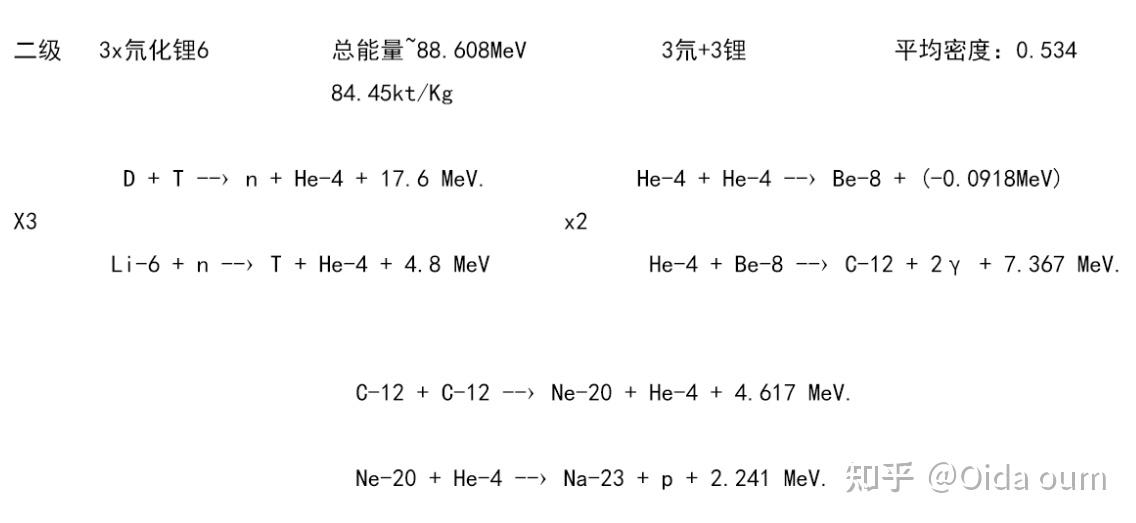 二级 3x氘化锂6 总能量~88.608MeV 3氘+3锂 平均密度：0.534
84.45kt/Kg
D + T --> n + He-4 + 17.6 MeV. He-4 + He-4 --> Be-8 + (-0.0918MeV)
X3 x2
Li-6 + n --> T + He-4 + 4.8 MeV He-4 + Be-8 --> C-12 + 2γ + 7.367 MeV.
C-12 + C-12 --> Ne-20 + He-4 + 4.617 MeV.
Ne-20 + He-4 --> Na-23 + p + 2.241 MeV.
知乎 @Oida ourn